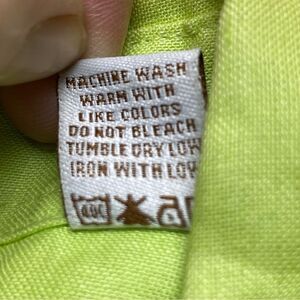 MACHINE WASH
WARM WITH
LIKE COLORS
DO NOT BLEACH
TUMBLE DRY LOW
IRON WITH LOW